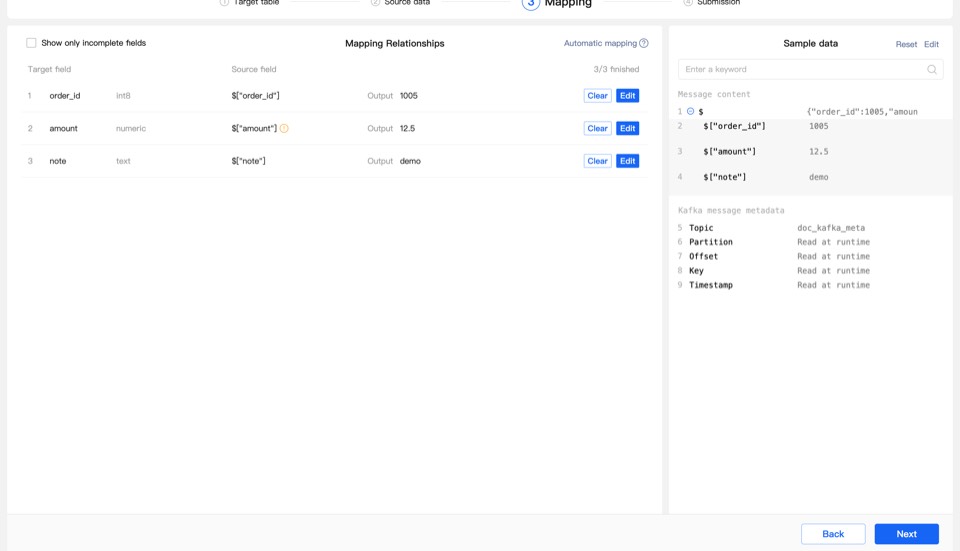 1 Target table 2 Source data 3 Mapping 4 Submission
Show only incomplete fields Mapping Relationships Automatic mapping ?
Target field Source field 3/3 finished
1 order_id int8 $["order_id"] Output 1005 Clear Edit
2 amount numeric $["amount"] Output 12.5 Clear Edit
3 note text $["note"] Output demo Clear Edit
Sample data Reset Edit
Enter a keyword
Message content
1 $ {"order_id":1005,"amoun
2 $["order_id"] 1005
3 $["amount"] 12.5
4 $["note"] demo
Kafka message metadata
5 Topic doc_kafka_meta
6 Partition Read at runtime
7 Offset Read at runtime
8 Key Read at runtime
9 Timestamp Read at runtime
Back Next